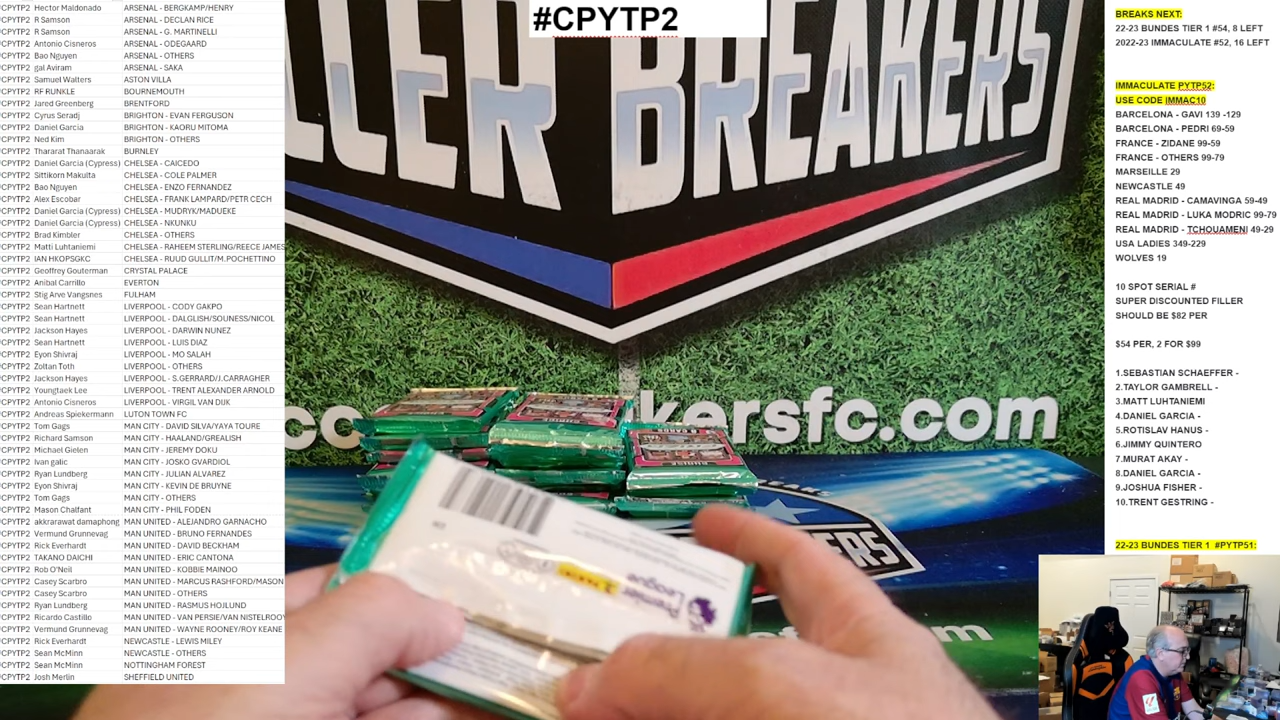 #CPYTP2
#CPYTP2 Hector Maldonado ARSENAL - BERGKAMP/HENRY
#CPYTP2 R Samson ARSENAL - DECLAN RICE
#CPYTP2 R Samson ARSENAL - G. MARTINELLI
#CPYTP2 Antonio Cisneros ARSENAL - ODEGAARD
#CPYTP2 Bao Nguyen ARSENAL - OTHERS
#CPYTP2 gal Aviram ARSENAL - SAKA
#CPYTP2 Samuel Walters ASTON VILLA
#CPYTP2 RF RUNKLE BOURNEMOUTH
#CPYTP2 Jared Greenberg BRENTFORD
#CPYTP2 Cyrus Seradj BRIGHTON - EVAN FERGUSON
#CPYTP2 Daniel Garcia BRIGHTON - KAORU MITOMA
#CPYTP2 Ned Kim BRIGHTON - OTHERS
#CPYTP2 Thararat Thanaarak BURNLEY
#CPYTP2 Daniel Garcia (Cypress) CHELSEA - CAICEDO
#CPYTP2 Sittikorn Makulta CHELSEA - COLE PALMER
#CPYTP2 Bao Nguyen CHELSEA - ENZO FERNANDEZ
#CPYTP2 Alex Escobar CHELSEA - FRANK LAMPARD/PETR CECH
#CPYTP2 Daniel Garcia (Cypress) CHELSEA - MUDRYK/MADUEKE
#CPYTP2 Daniel Garcia (Cypress) CHELSEA - NKUNKU
#CPYTP2 Brad Kimbler CHELSEA - OTHERS
#CPYTP2 Matti Luhtaniemi CHELSEA - RAHEEM STERLING/REECE JAMES
#CPYTP2 IAN HKOPSGKC CHELSEA - RUUD GULLIT/M.POCHETTINO
#CPYTP2 Geoffrey Gouterman CRYSTAL PALACE
#CPYTP2 Anibal Carrillo EVERTON
#CPYTP2 Stig Arve Vangsnes FULHAM
#CPYTP2 Sean Hartnett LIVERPOOL - CODY GAKPO
#CPYTP2 Sean Hartnett LIVERPOOL - DALGLISH/SOUNESS/NICOL
#CPYTP2 Jackson Hayes LIVERPOOL - DARWIN NUNEZ
#CPYTP2 Sean Hartnett LIVERPOOL - LUIS DIAZ
#CPYTP2 Eyon Shivraj LIVERPOOL - MO SALAH
#CPYTP2 Zoltan Toth LIVERPOOL - OTHERS
#CPYTP2 Jackson Hayes LIVERPOOL - S.GERRARD/J.CARRAGHER
#CPYTP2 Youngtaek Lee LIVERPOOL - TRENT ALEXANDER ARNOLD
#CPYTP2 Antonio Cisneros LIVERPOOL - VIRGIL VAN DIJK
#CPYTP2 Andreas Spiekermann LUTON TOWN FC
#CPYTP2 Tom Gags MAN CITY - DAVID SILVA/YAYA TOURE
#CPYTP2 Richard Samson MAN CITY - HAALAND/GREALISH
#CPYTP2 Michael Gielen MAN CITY - JEREMY DOKU
#CPYTP2 Ivan galic MAN CITY - JOSKO GVARDIOL
#CPYTP2 Ryan Lundberg MAN CITY - JULIAN ALVAREZ
#CPYTP2 Eyon Shivraj MAN CITY - KEVIN DE BRUYNE
#CPYTP2 Tom Gags MAN CITY - OTHERS
#CPYTP2 Mason Chalfant MAN CITY - PHIL FODEN
#CPYTP2 akkrarawat damaphong MAN UNITED - ALEJANDRO GARNACHO
#CPYTP2 Vermund Grunnevag MAN UNITED - BRUNO FERNANDES
#CPYTP2 Rick Everhardt MAN UNITED - DAVID BECKHAM
#CPYTP2 TAKANO DAICHI MAN UNITED - ERIC CANTONA
#CPYTP2 Rob O'Neil MAN UNITED - KOBBIE MAINOO
#CPYTP2 Casey Scarbro MAN UNITED - MARCUS RASHFORD/MASON
#CPYTP2 Casey Scarbro MAN UNITED - OTHERS
#CPYTP2 Ryan Lundberg MAN UNITED - RASMUS HOJLUND
#CPYTP2 Ricardo Castillo MAN UNITED - VAN PERSIE/VAN NISTELROOY
#CPYTP2 Vermund Grunnevag MAN UNITED - WAYNE ROONEY/ROY KEANE
#CPYTP2 Rick Everhardt NEWCASTLE - LEWIS MILEY
#CPYTP2 Sean McMinn NEWCASTLE - OTHERS
#CPYTP2 Sean McMinn NOTTINGHAM FOREST
#CPYTP2 Josh Merlin SHEFFIELD UNITED
LLER BREAKERS
co
kersfc.com
KERS
Premier
League
BREAKS NEXT:
22-23 BUNDES TIER 1 #54, 8 LEFT
2022-23 IMMACULATE #52, 16 LEFT
IMMACULATE PYTP52:
USE CODE IMMAC10
BARCELONA - GAVI 139 -129
BARCELONA - PEDRI 69-59
FRANCE - ZIDANE 99-59
FRANCE - OTHERS 99-79
MARSEILLE 29
NEWCASTLE 49
REAL MADRID - CAMAVINGA 59-49
REAL MADRID - LUKA MODRIC 99-79
REAL MADRID - TCHOUAMENI 49-29
USA LADIES 349-229
WOLVES 19
10 SPOT SERIAL #
SUPER DISCOUNTED FILLER
SHOULD BE $82 PER
$54 PER, 2 FOR $99
1.SEBASTIAN SCHAEFFER -
2.TAYLOR GAMBRELL -
3.MATT LUHTANIEMI
4.DANIEL GARCIA -
5.ROTISLAV HANUS -
6.JIMMY QUINTERO
7.MURAT AKAY -
8.DANIEL GARCIA -
9.JOSHUA FISHER -
10.TRENT GESTRING -
22-23 BUNDES TIER 1 #PYTP51: